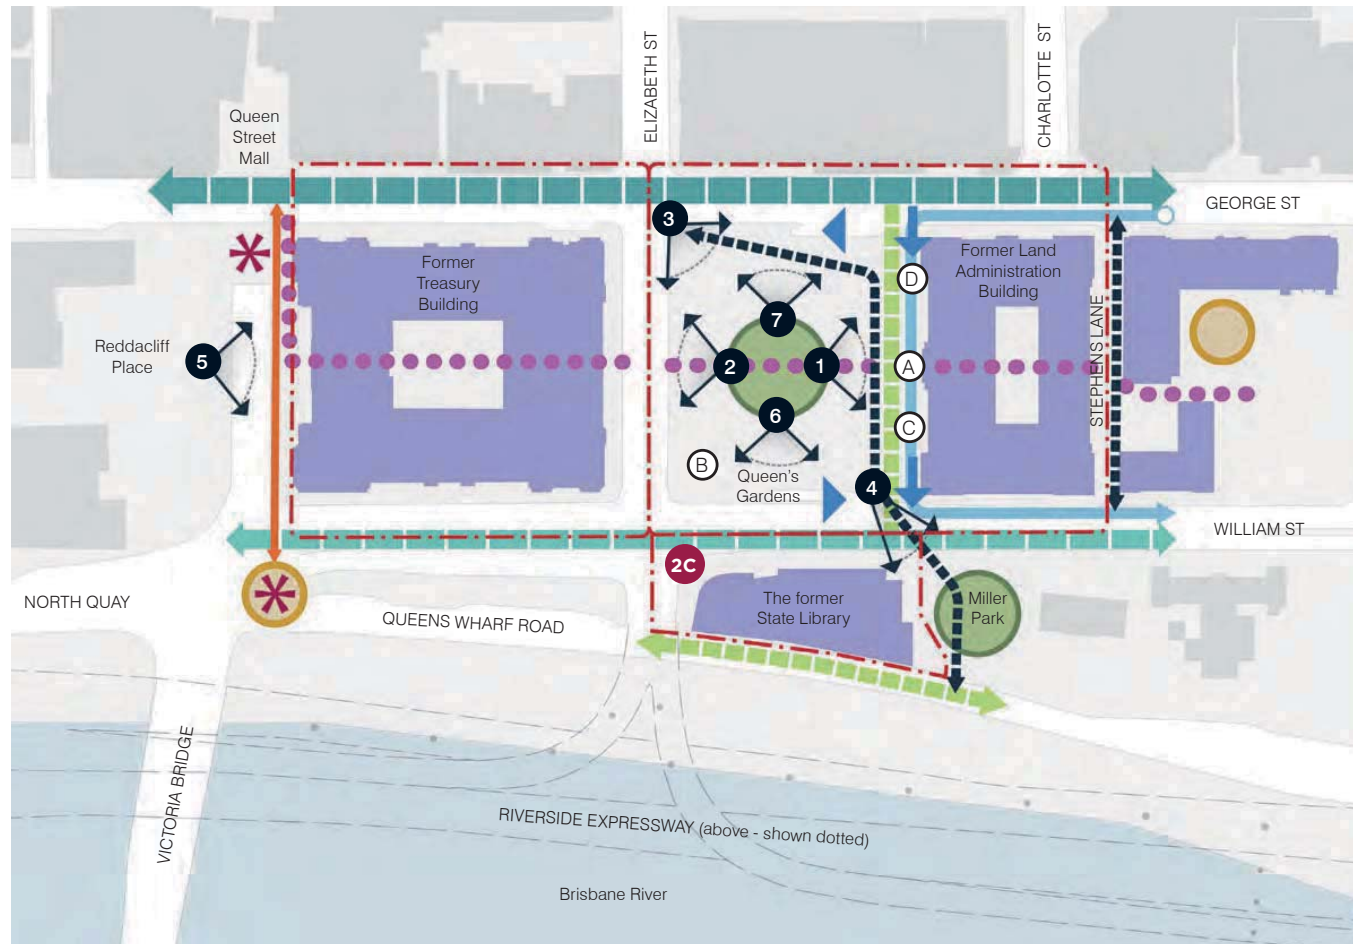 ELIZABETH ST
CHARLOTTE ST
Queen
Street
Mall
GEORGE ST
3
Former
Treasury
Building
Former Land
Administration
Building
D
7
STEPHENS LANE
Reddacliff
Place
5
2
1
A
6
C
B
Queen's
Gardens
4
WILLIAM ST
2C
NORTH QUAY
QUEENS WHARF ROAD
The former
State Library
Miller
Park
VICTORIA BRIDGE
RIVERSIDE EXPRESSWAY (above - shown dotted)
Brisbane River